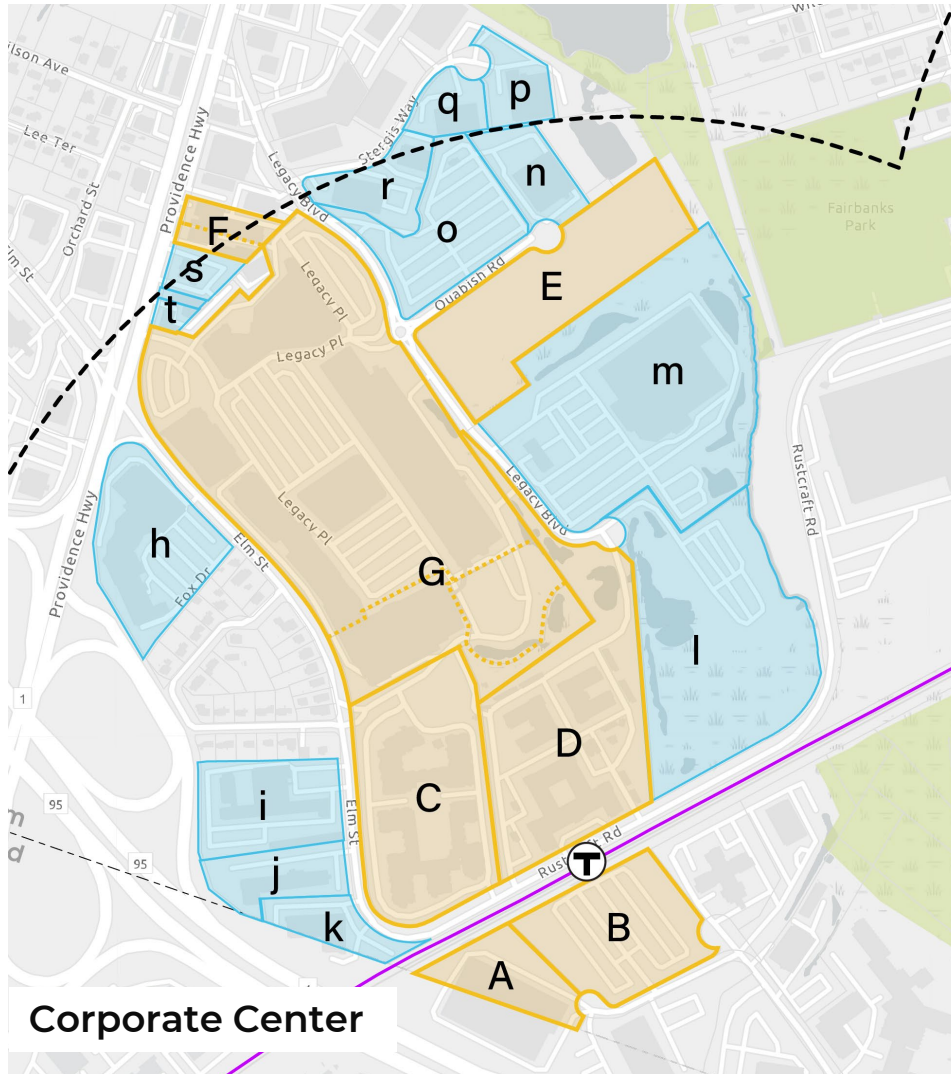 Wilson Ave
Lee Ter
Orchard St
Elm St
Providence Hwy
Legacy Blvd
Stergis Way
q
p
r
n
o
F
s
t
Quabish Rd
E
Fairbanks
Park
Legacy Pl
Legacy Pl
m
Rustcraft Rd
Legacy Blvd
Legacy Pl
h
Fox Dr
Elm St
Providence Hwy
G
l
1
D
C
i
Elm St
95
95
j
k
Rustcraft Rd
T
B
A
Corporate Center